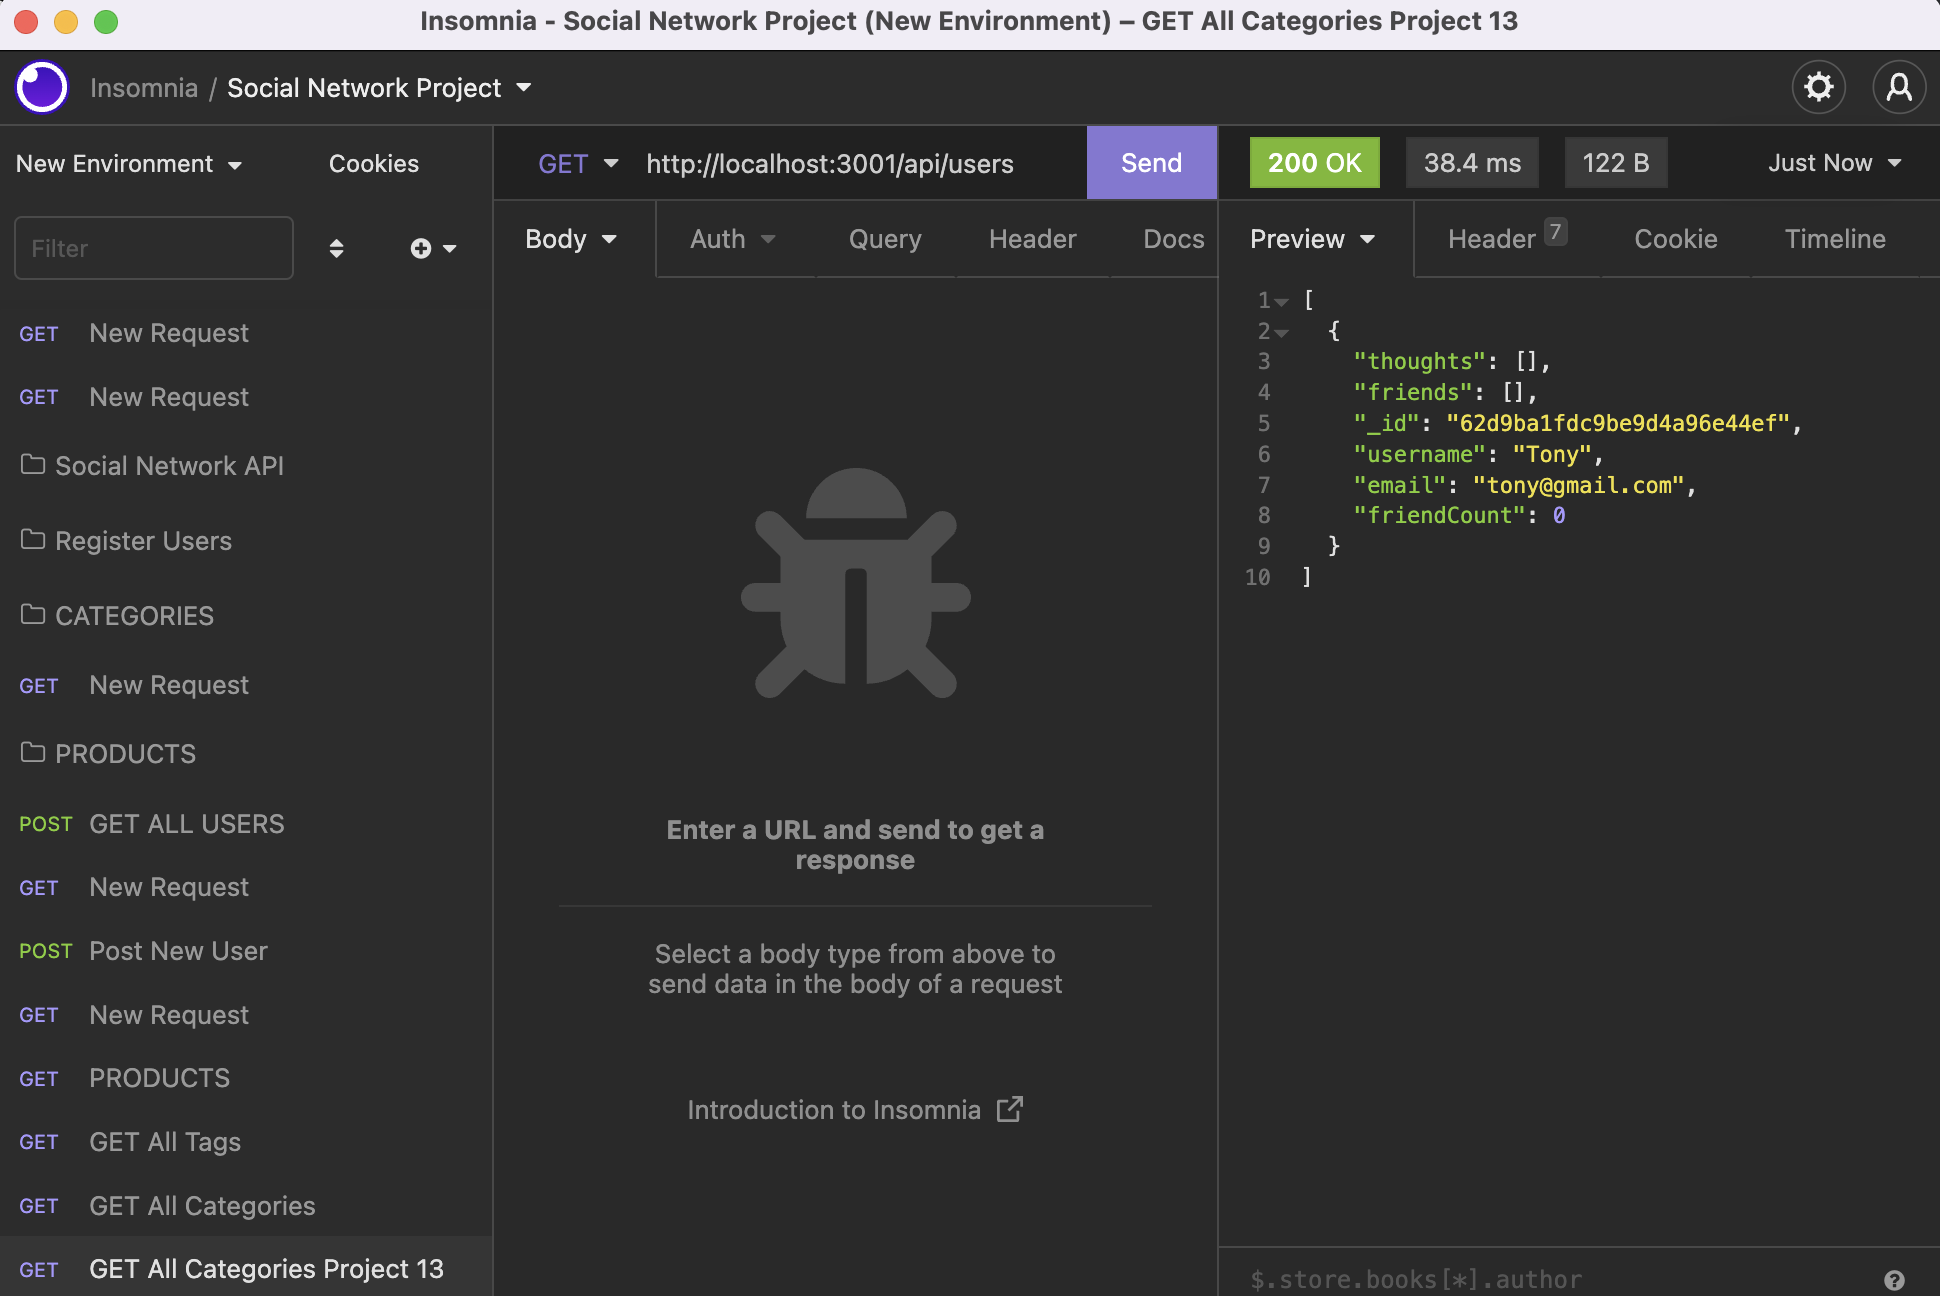 Insomnia - Social Network Project (New Environment) – GET All Categories Project 13
Insomnia / Social Network Project
New Environment
Cookies
Filter
GET New Request
GET New Request
Social Network API
Register Users
CATEGORIES
GET New Request
PRODUCTS
POST GET ALL USERS
GET New Request
POST Post New User
GET New Request
GET PRODUCTS
GET GET All Tags
GET GET All Categories
GET GET All Categories Project 13
GET http://localhost:3001/api/users Send
Body Auth Query Header Docs
Enter a URL and send to get a
response
Select a body type from above to
send data in the body of a request
Introduction to Insomnia
200 OK 38.4 ms 122 B Just Now
Preview Header 7 Cookie Timeline
1 [
2 {
3 "thoughts": [],
4 "friends": [],
5 "_id": "62d9ba1fdc9be9d4a96e44ef",
6 "username": "Tony",
7 "email": "tony@gmail.com",
8 "friendCount": 0
9 }
10 ]
$.store.books[*].author
?